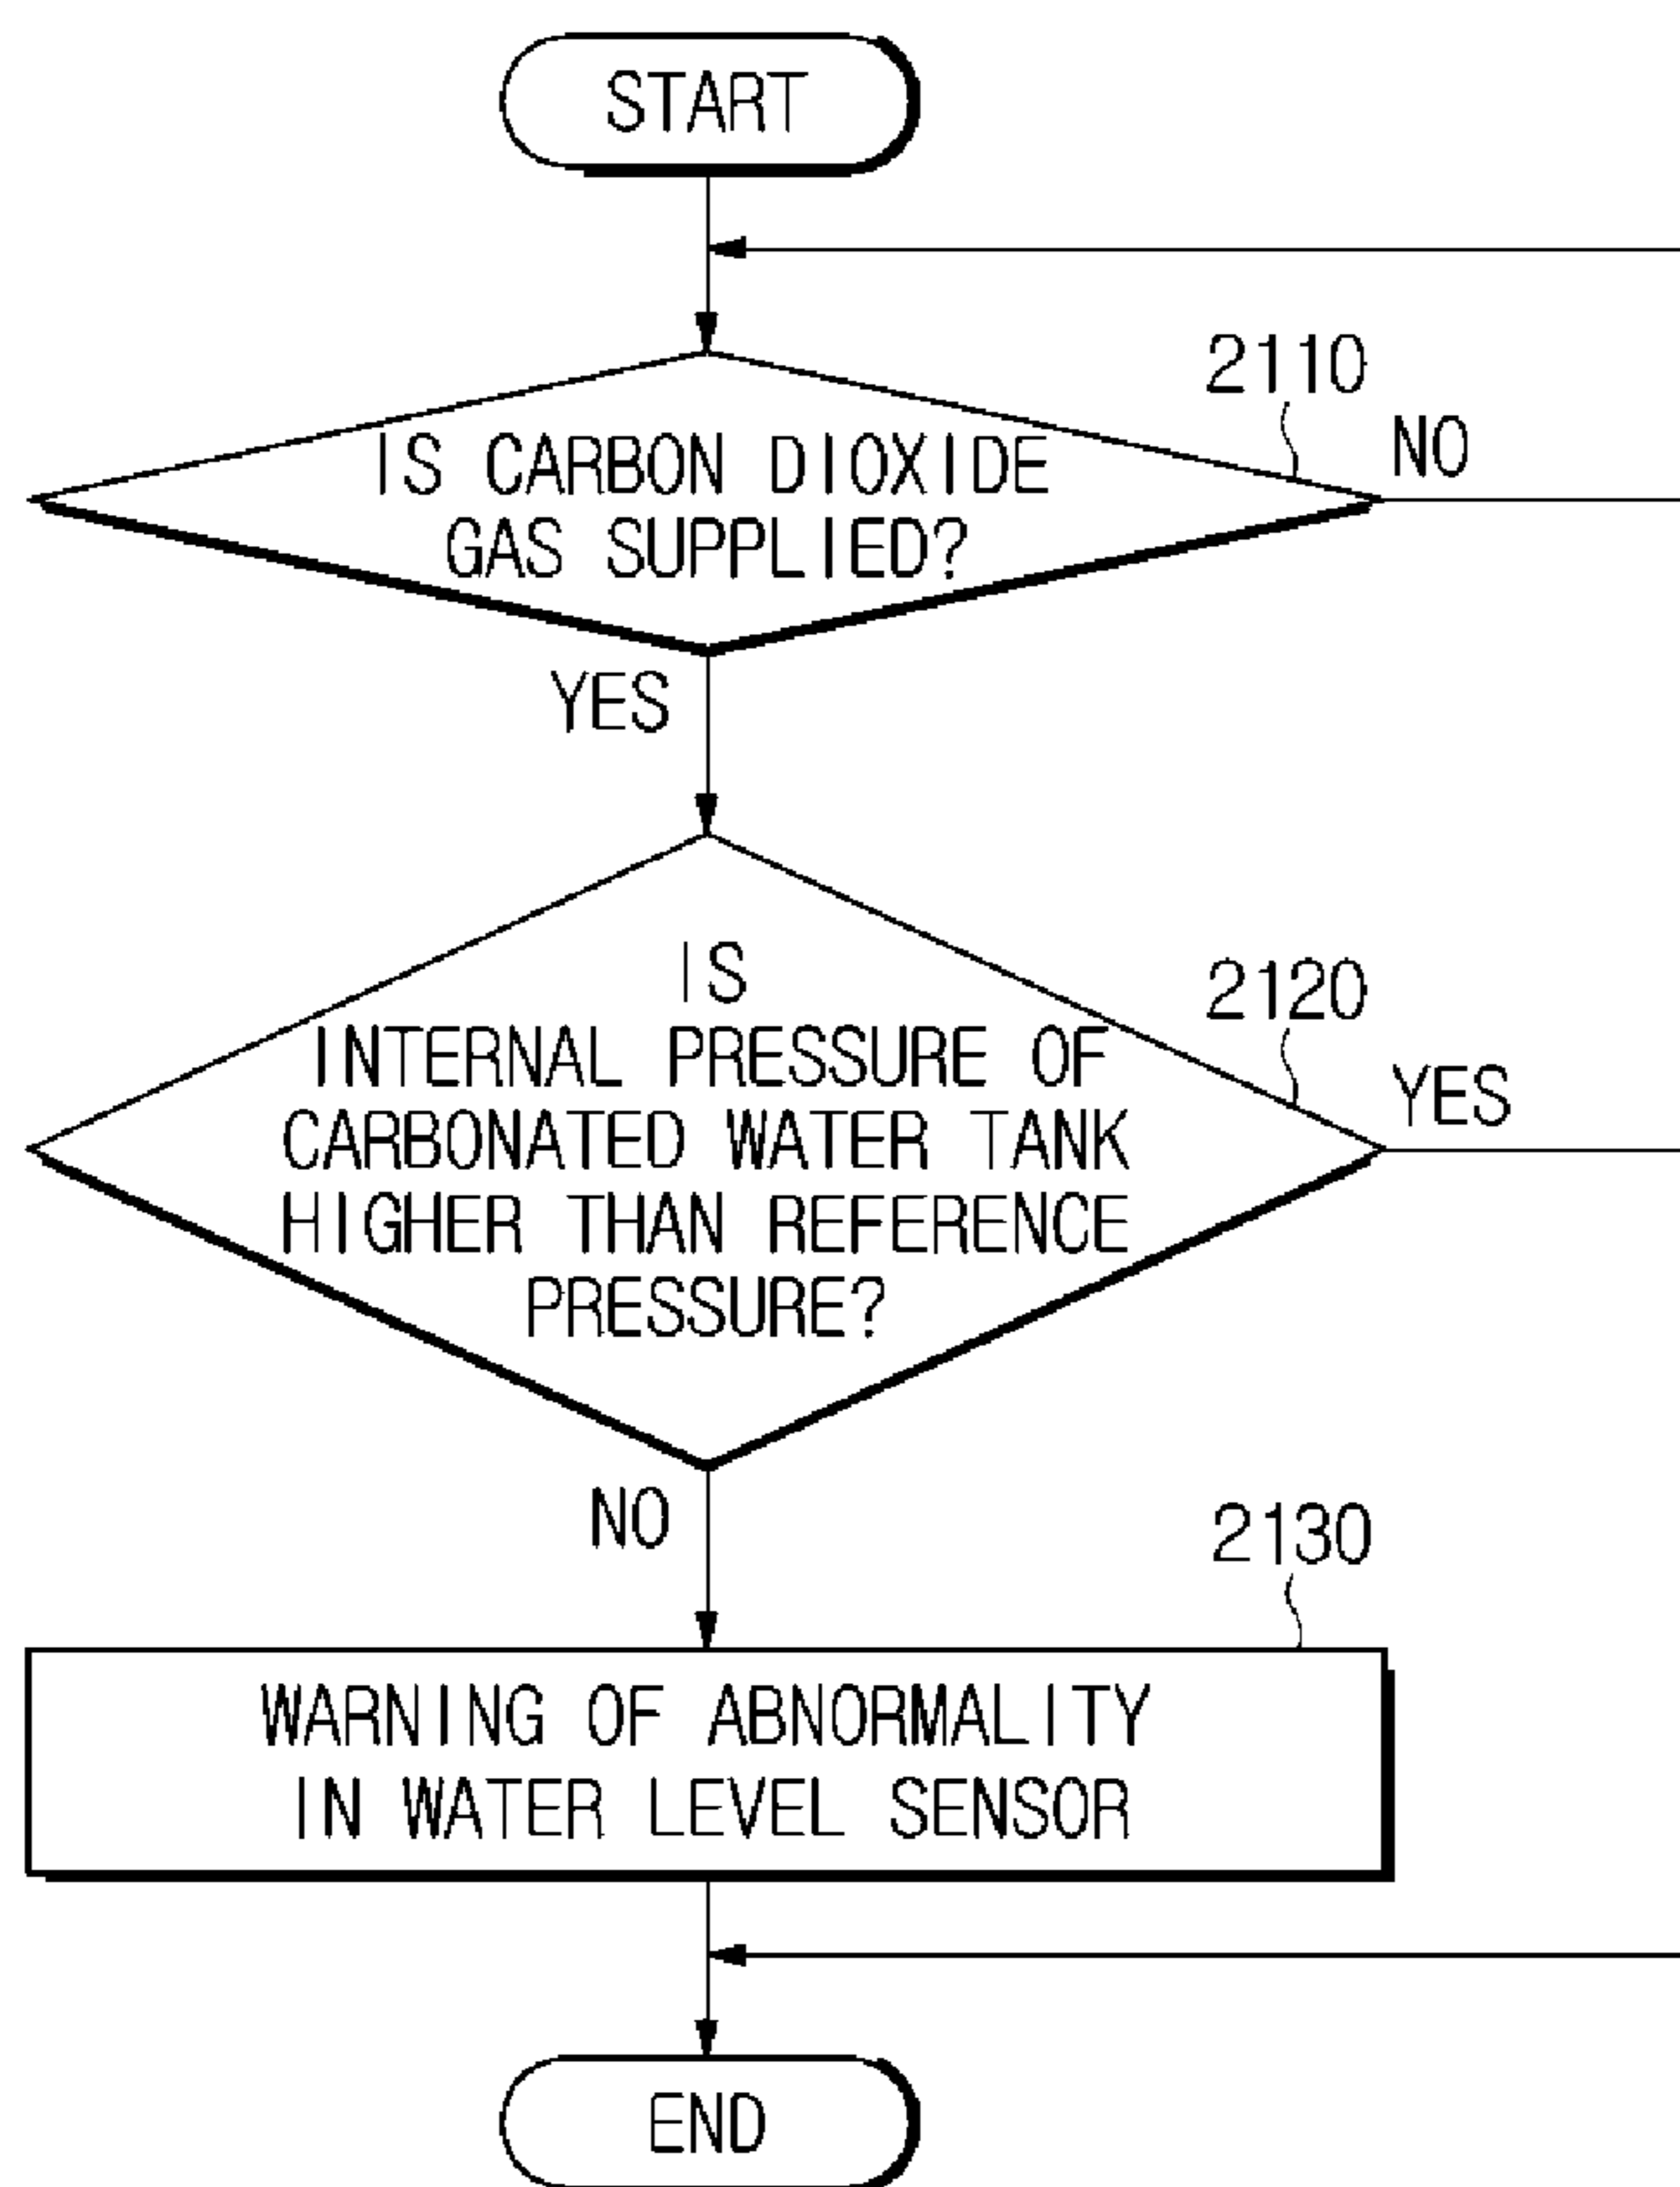 START
2110
NO
IS CARBON DIOXIDE
GAS SUPPLIED?
YES
IS
2120
INTERNAL PRESSURE OF
YES
CARBONATED WATER TANK
HIGHER THAN REFERENCE
PRESSURE?
NO
2130
WARNING OF ABNORMALITY
IN WATER LEVEL SENSOR
END